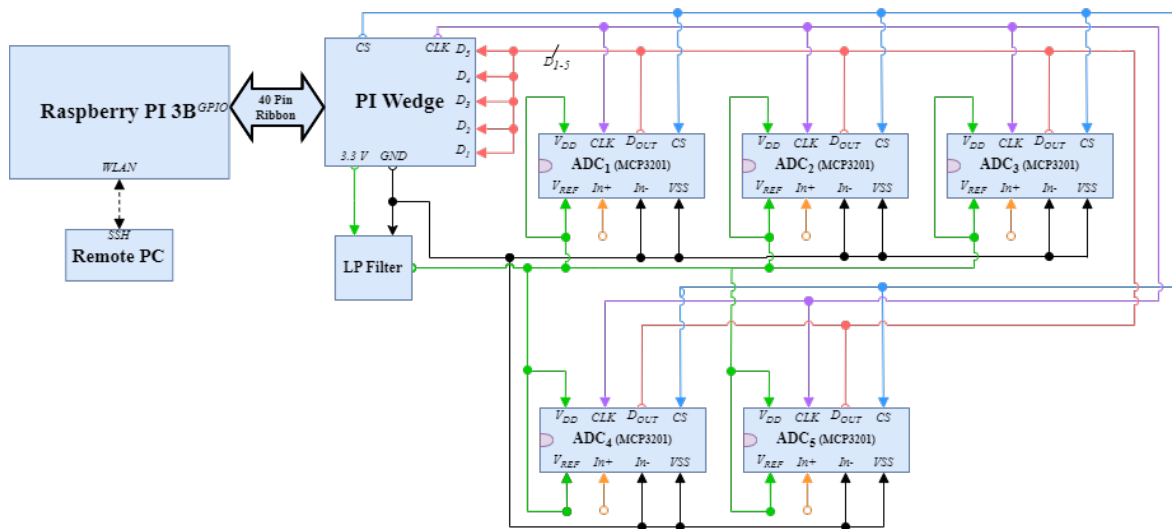 CS
CLK
D5
D4
D3
D2
D1
D1-5
Raspberry PI 3B
GPIO
40 Pin
Ribbon
PI Wedge
WLAN
3.3 V
GND
SSH
Remote PC
LP Filter
VDD
CLK
DOUT
CS
ADC1 (MCP3201)
VREF
In+
In-
VSS
VDD
CLK
DOUT
CS
ADC2 (MCP3201)
VREF
In+
In-
VSS
VDD
CLK
DOUT
CS
ADC3 (MCP3201)
VREF
In+
In-
VSS
VDD
CLK
DOUT
CS
ADC4 (MCP3201)
VREF
In+
In-
VSS
VDD
CLK
DOUT
CS
ADC5 (MCP3201)
VREF
In+
In-
VSS